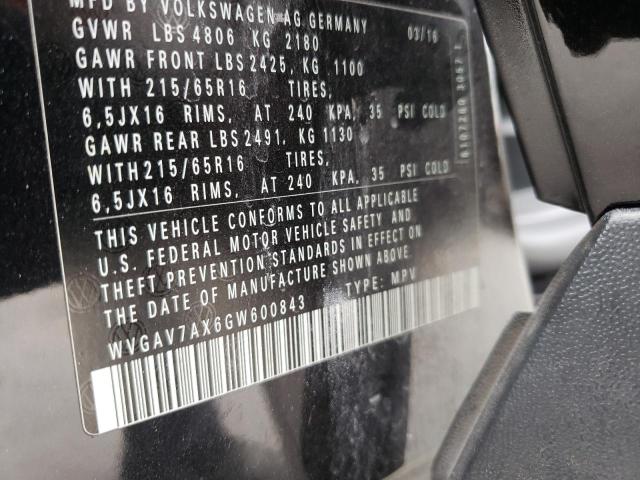 MFD BY VOLKSWAGEN AG GERMANY
GVWR LBS 4806 KG 2180 03/16
GAWR FRONT LBS 2425, KG 1100
WITH 215/65R16 TIRES,
6,5JX16 RIMS, AT 240 KPA, 35 PSI COLD
GAWR REAR LBS 2491, KG 1130
WITH 215/65R16 TIRES,
6,5JX16 RIMS, AT 240 KPA, 35 PSI COLD
THIS VEHICLE CONFORMS TO ALL APPLICABLE
U.S. FEDERAL MOTOR VEHICLE SAFETY AND
THEFT PREVENTION STANDARDS IN EFFECT ON
THE DATE OF MANUFACTURE SHOWN ABOVE.
WVGAV7AX6GW600843 TYPE: MPV